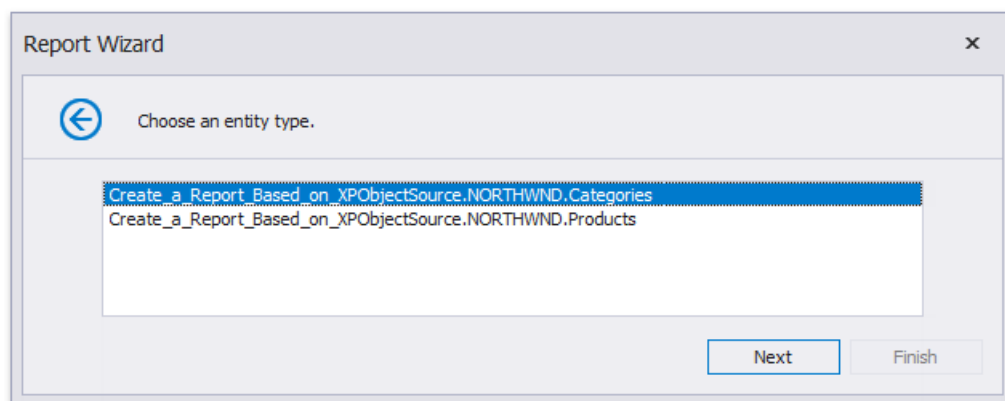 Report Wizard
Choose an entity type.
Create_a_Report_Based_on_XPObjectSource.NORTHWND.Categories
Create_a_Report_Based_on_XPObjectSource.NORTHWND.Products
Next
Finish